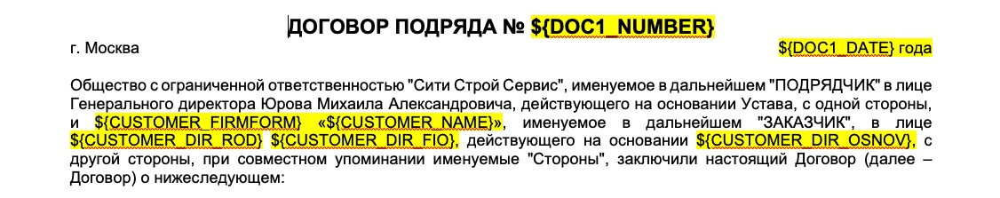 ДОГОВОР ПОДРЯДА № ${DOC1_NUMBER}
г. Москва ${DOC1_DATE} года
Общество с ограниченной ответственностью "Сити Строй Сервис", именуемое в дальнейшем "ПОДРЯДЧИК" в лице
Генерального директора Юрова Михаила Александровича, действующего на основании Устава, с одной стороны,
и ${CUSTOMER_FIRMFORM} «${CUSTOMER_NAME}», именуемое в дальнейшем "ЗАКАЗЧИК", в лице
${CUSTOMER_DIR_ROD} ${CUSTOMER_DIR_FIO}, действующего на основании ${CUSTOMER_DIR_OSNOV}, с
другой стороны, при совместном упоминании именуемые "Стороны", заключили настоящий Договор (далее –
Договор) о нижеследующем: